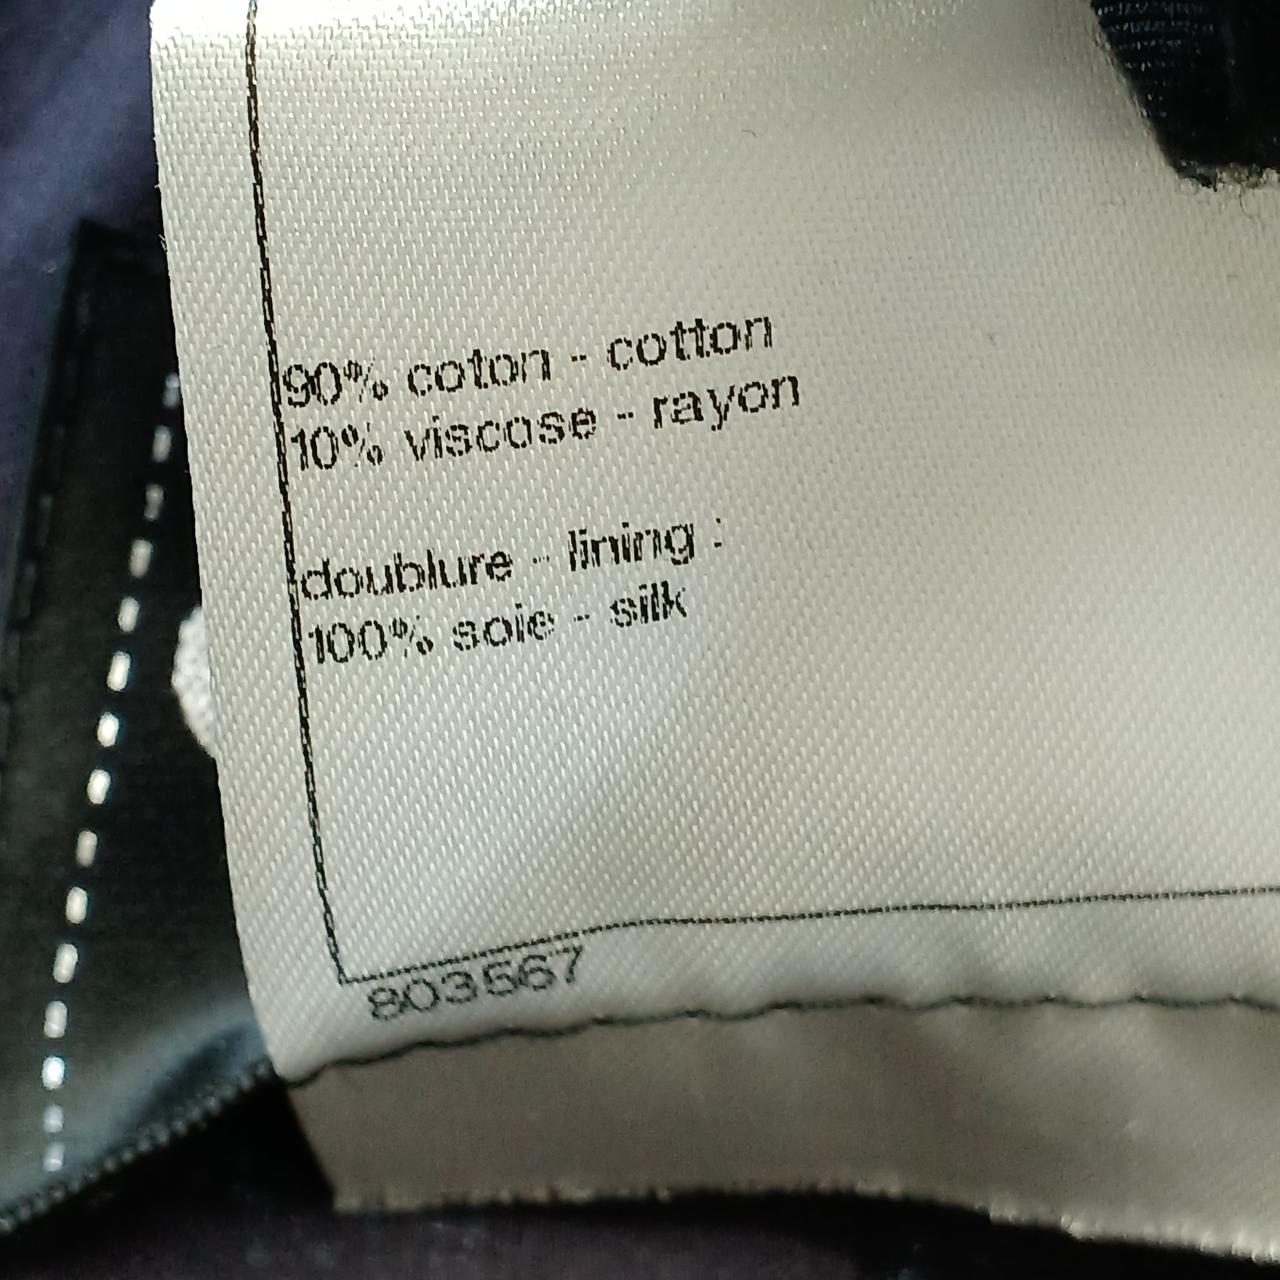 90% coton - cotton
10% viscose - rayon
doublure - lining :
100% soie - silk
803567